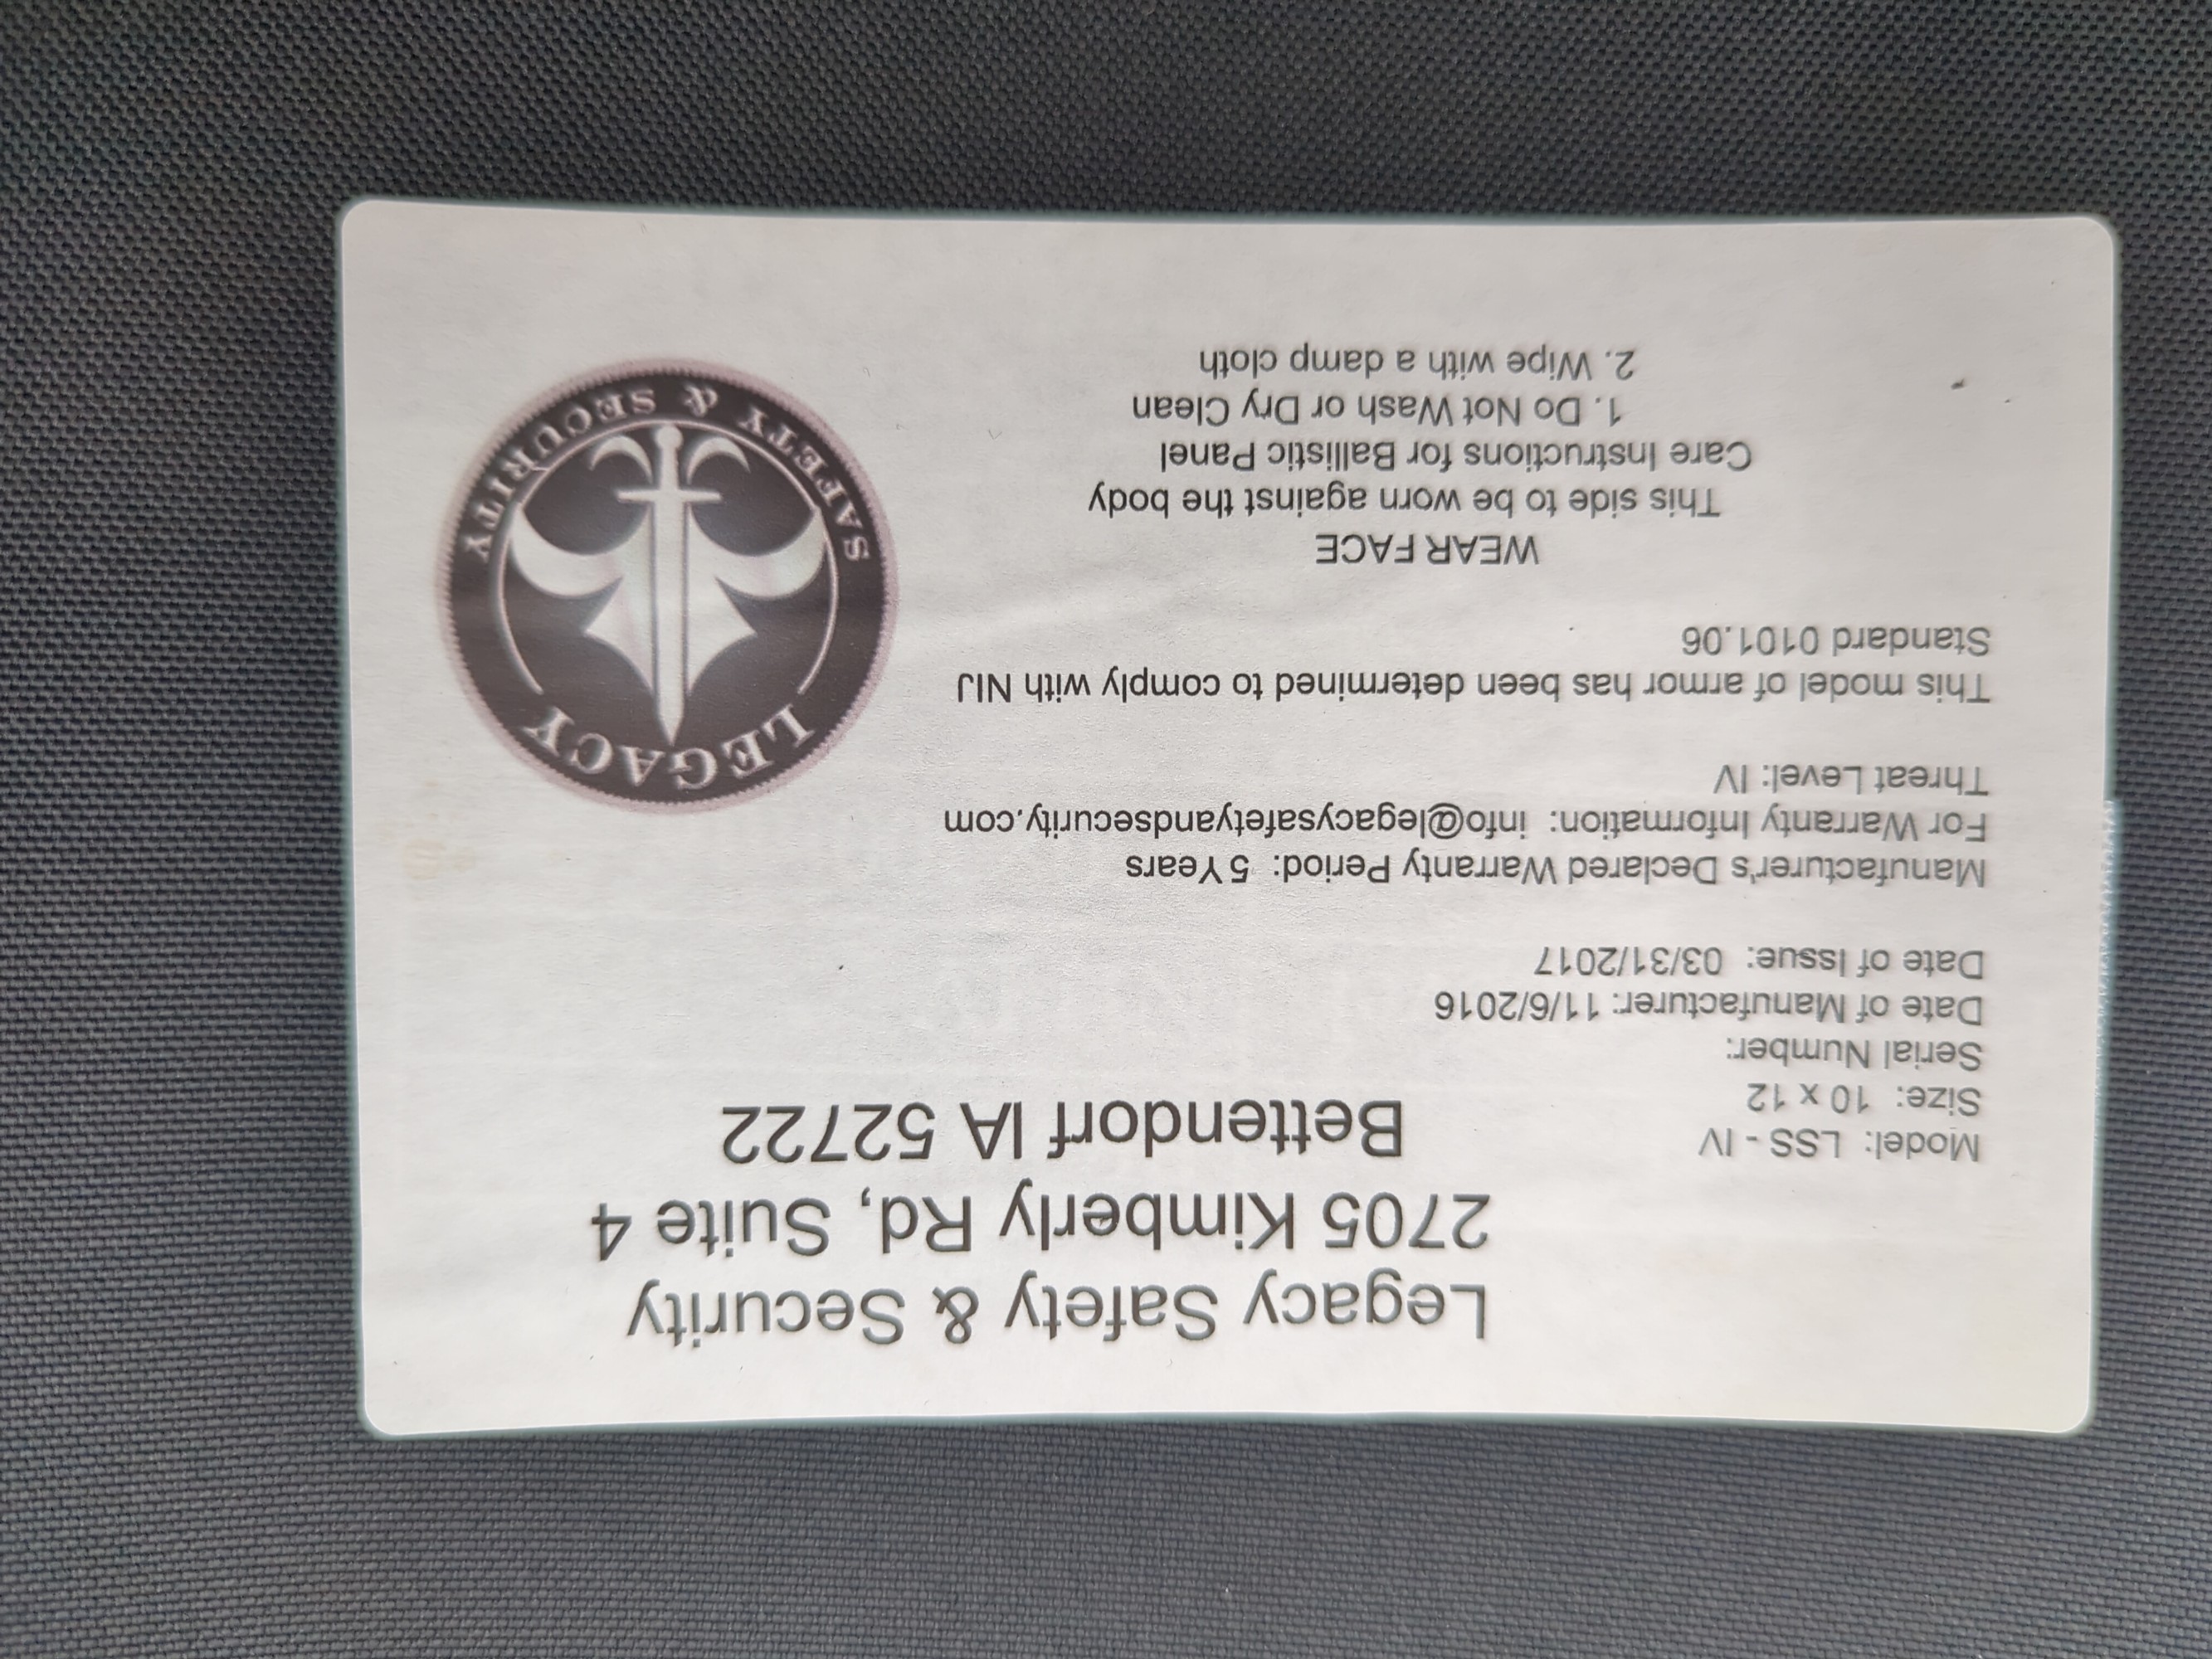 Legacy Safety & Security
2705 Kimberly Rd, Suite 4
Bettendorf IA 52722
Model: LSS - IV
Size: 10 x 12
Serial Number:
Date of Manufacturer: 11/6/2016
Date of Issue: 03/31/2017
Manufacturer's Declared Warranty Period: 5 Years
For Warranty Information: info@legacysafetyandsecurity.com
Threat Level: IV
This model of armor has been determined to comply with NIJ
Standard 0101.06
WEAR FACE
This side to be worn against the body
Care Instructions for Ballistic Panel
1. Do Not Wash or Dry Clean
2. Wipe with a damp cloth
LEGACY
SAFETY & SECURITY